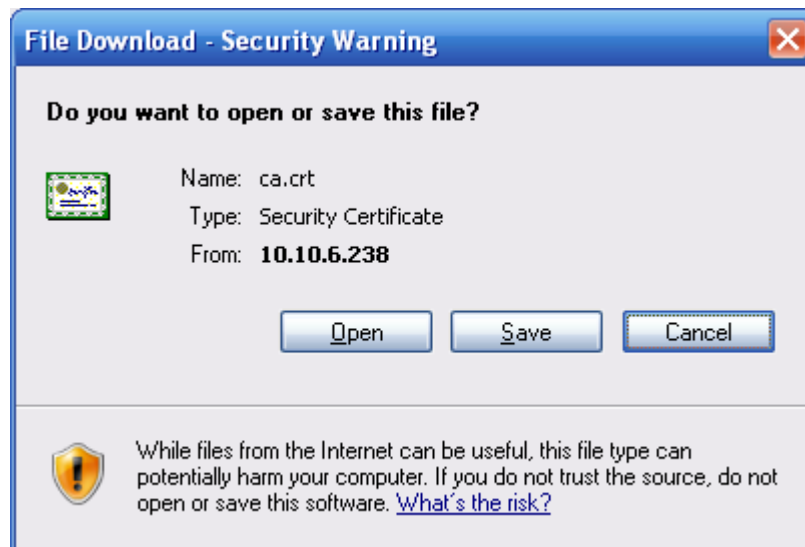 File Download - Security Warning
Do you want to open or save this file?
Name: ca.crt
Type: Security Certificate
From: 10.10.6.238
Open Save Cancel
While files from the Internet can be useful, this file type can
potentially harm your computer. If you do not trust the source, do not
open or save this software. What's the risk?